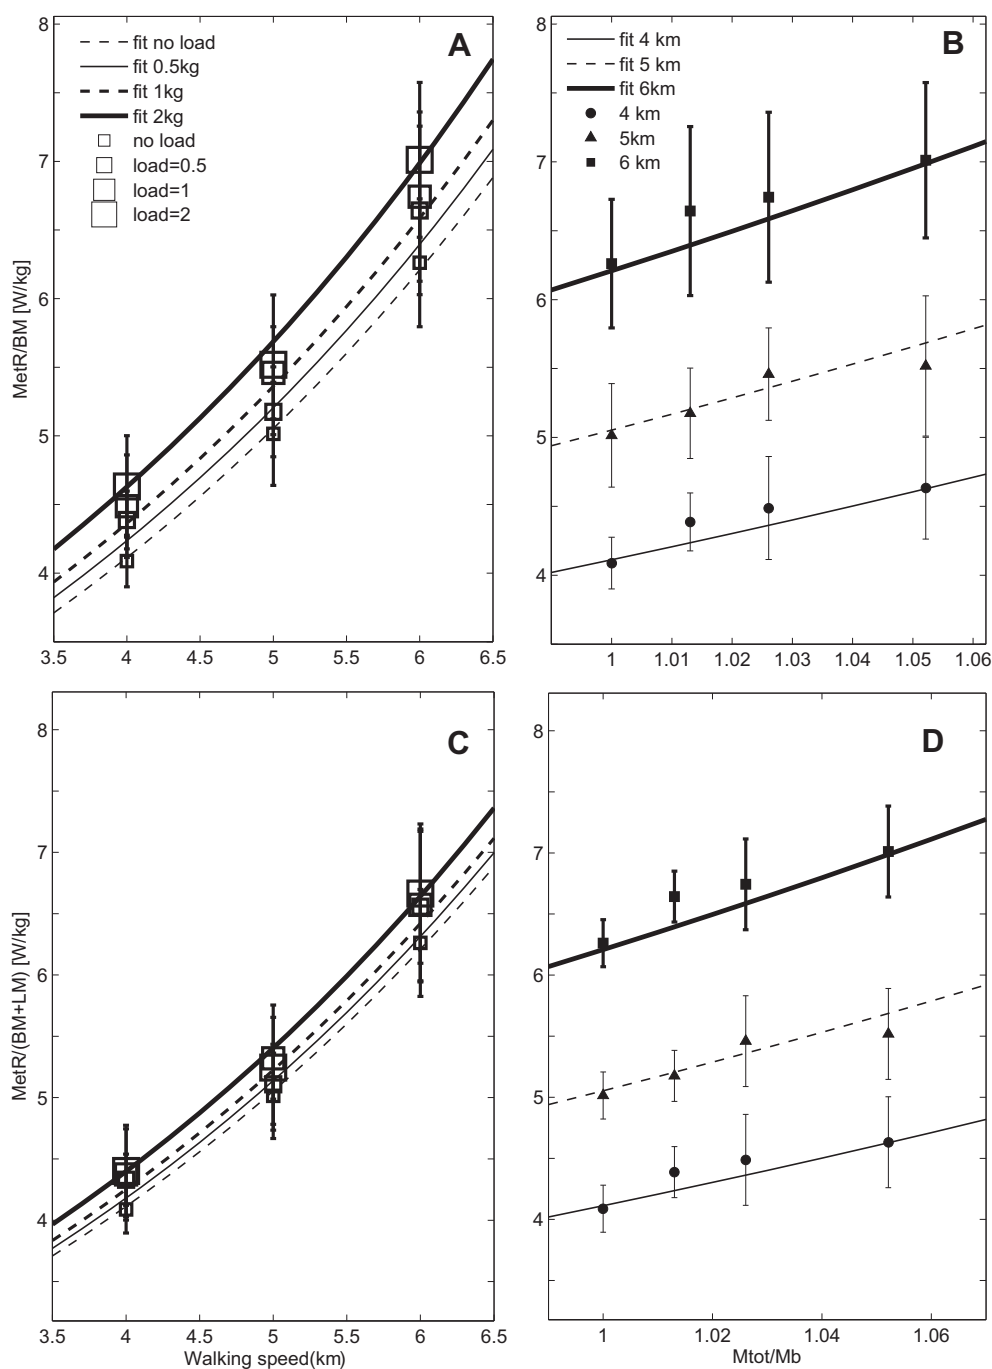 A
fit no load
fit 0.5kg
fit 1kg
fit 2kg
no load
load=0.5
load=1
load=2
8
7
6
5
4
MetR/BM [W/kg]
3.5 4 4.5 5 5.5 6 6.5
B
fit 4 km
fit 5 km
fit 6km
4 km
5km
6 km
8
7
6
5
4
1 1.01 1.02 1.03 1.04 1.05 1.06
C
8
7
6
5
4
MetR/(BM+LM) [W/kg]
3.5 4 4.5 5 5.5 6 6.5
Walking speed(km)
D
8
7
6
5
4
1 1.02 1.04 1.06
Mtot/Mb